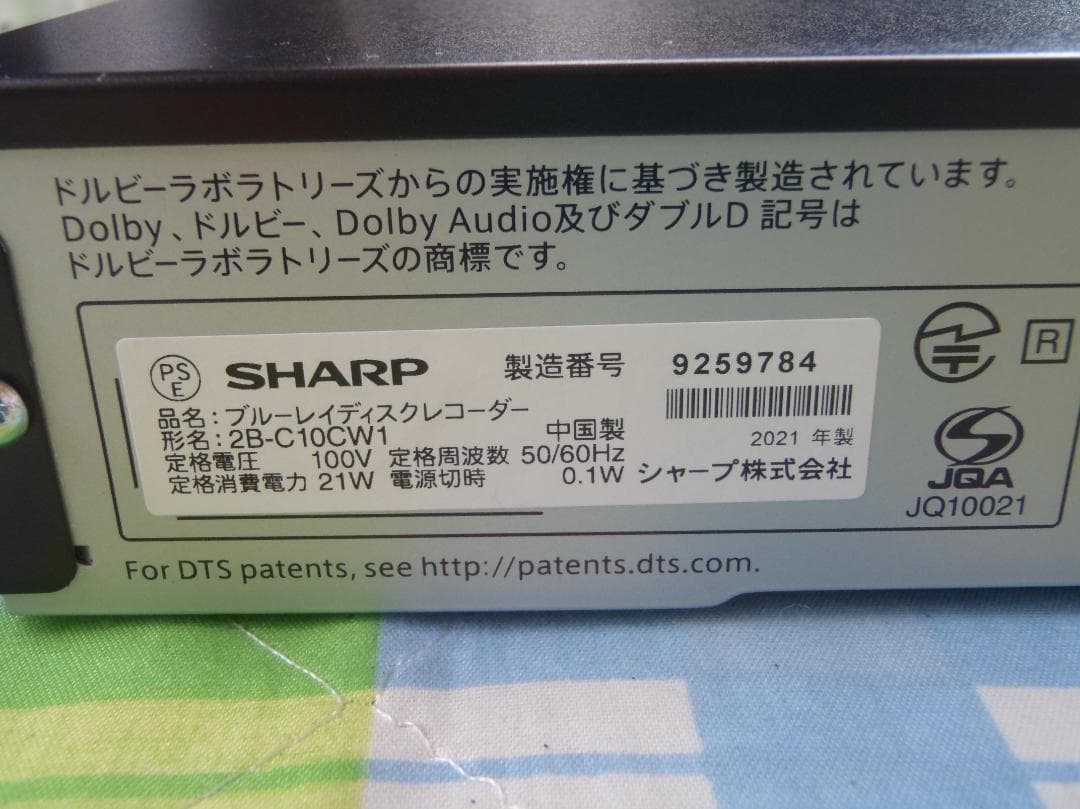 ドルビーラボラトリーズからの実施権に基づき製造されています。
Dolby、ドルビー、Dolby Audio及びダブルD 記号は
ドルビーラボラトリーズの商標です。
PS
E
SHARP 製造番号 9259784
品名：ブルーレイディスクレコーダー
形名：2B-C10CW1 中国製 2021 年製
定格電圧 100V 定格周波数 50/60Hz
定格消費電力 21W 電源切時 0.1W シャープ株式会社
R
JQA
JQ10021
For DTS patents, see http://patents.dts.com.